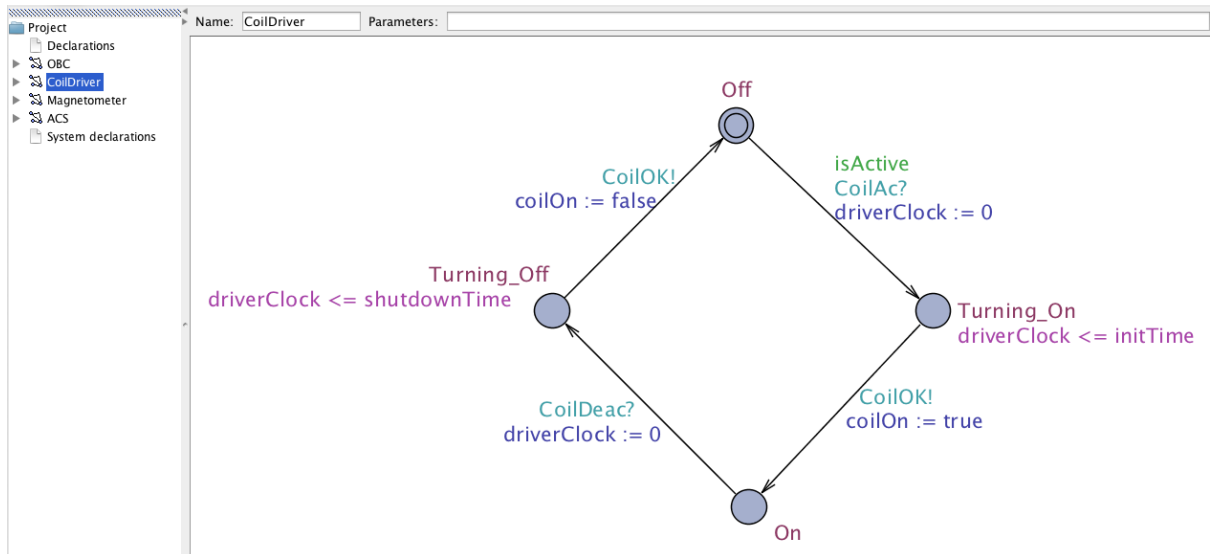 Project
Declarations
OBC
CoilDriver
Magnetometer
ACS
System declarations
Name: CoilDriver Parameters:
Off
isActive
CoilAc?
driverClock := 0
CoilOK!
coilOn := false
Turning_Off
driverClock <= shutdownTime
Turning_On
driverClock <= initTime
CoilDeac?
driverClock := 0
CoilOK!
coilOn := true
On